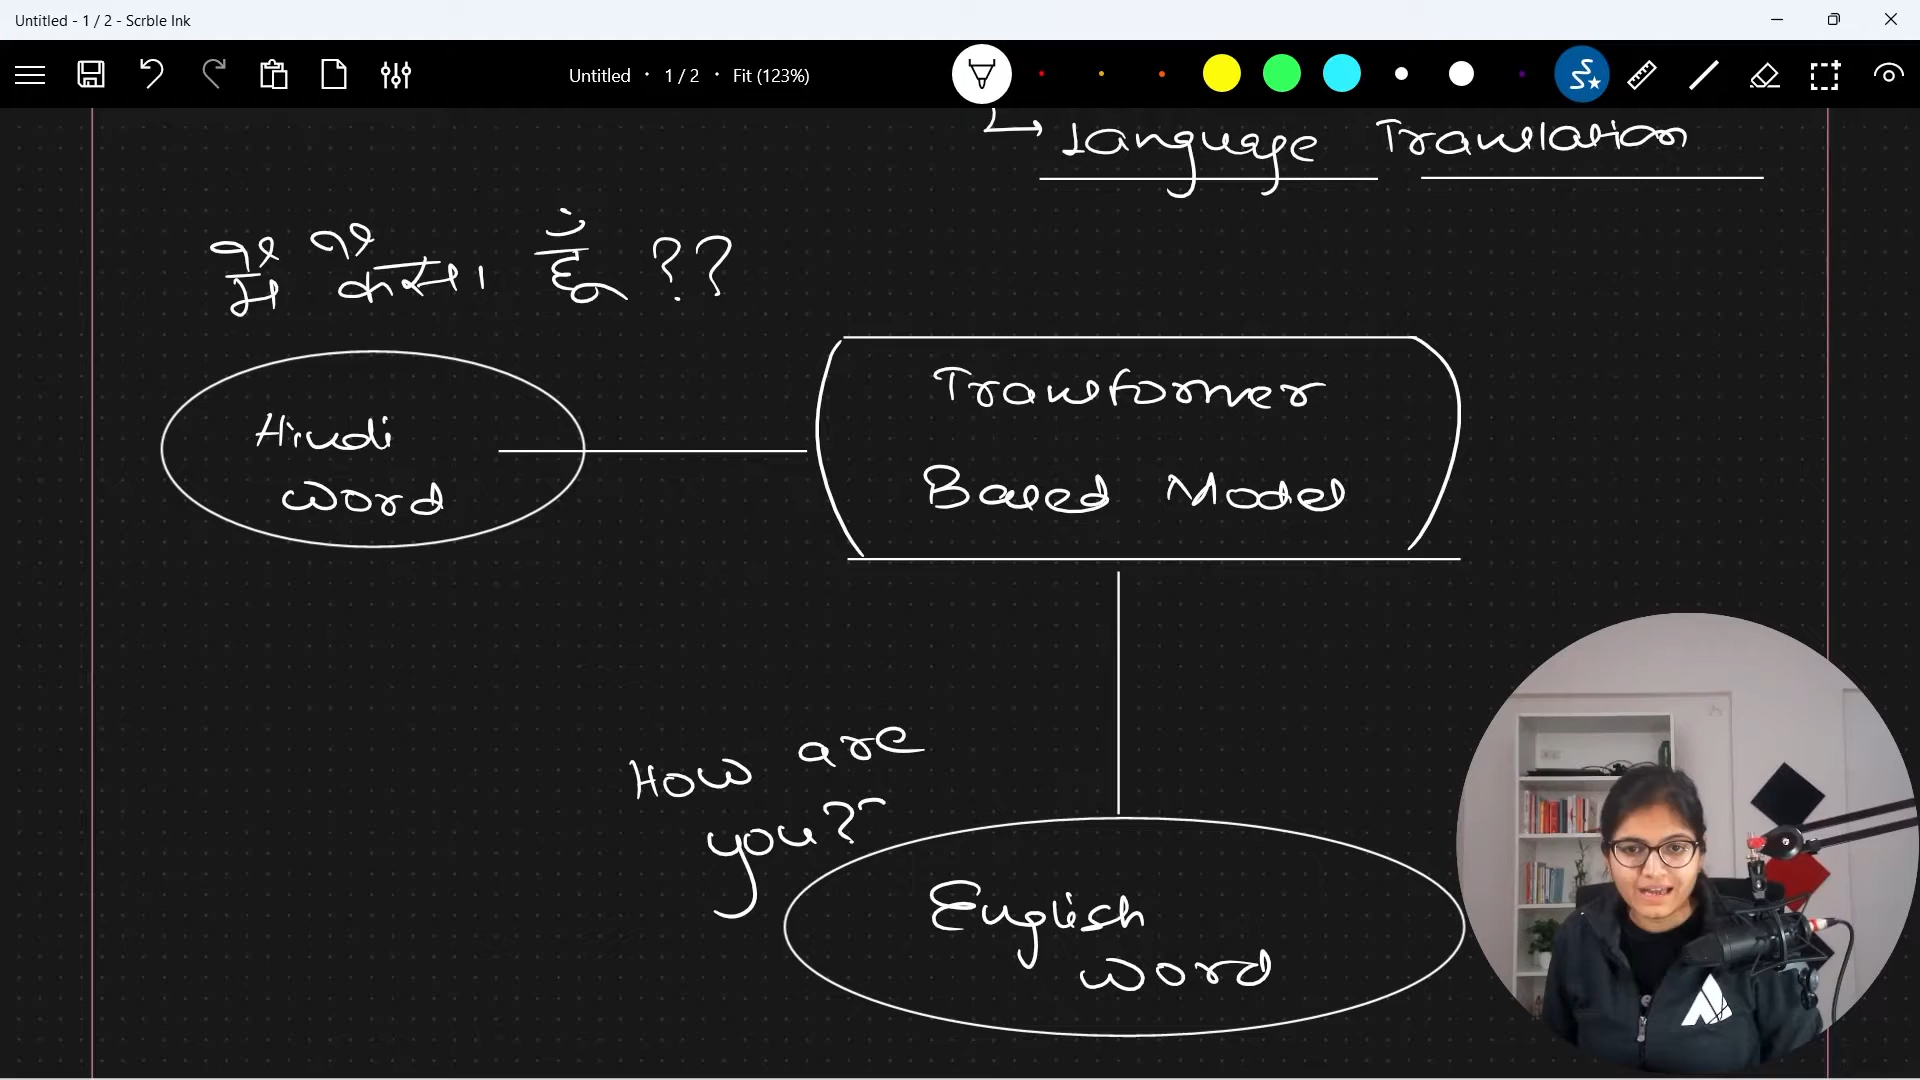 Untitled - 1 / 2 - Scrble Ink
Untitled • 1 / 2 • Fit (123%)
Language Translation
हूँ ??
Hindi
word
Transformer
Based Model
How are
you??
English
word